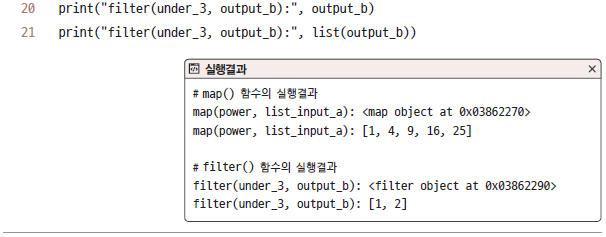 20 print("filter(under_3, output_b):", output_b)
21 print("filter(under_3, output_b):", list(output_b))
실행결과 ×
# map() 함수의 실행결과
map(power, list_input_a): <map object at 0x03862270>
map(power, list_input_a): [1, 4, 9, 16, 25]
# filter() 함수의 실행결과
filter(under_3, output_b): <filter object at 0x03862290>
filter(under_3, output_b): [1, 2]